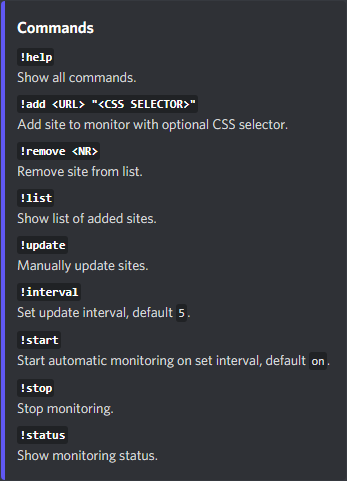 Commands
!help
Show all commands.
!add <URL> "<CSS SELECTOR>"
Add site to monitor with optional CSS selector.
!remove <NR>
Remove site from list.
!list
Show list of added sites.
!update
Manually update sites.
!interval
Set update interval, default 5.
!start
Start automatic monitoring on set interval, default on.
!stop
Stop monitoring.
!status
Show monitoring status.